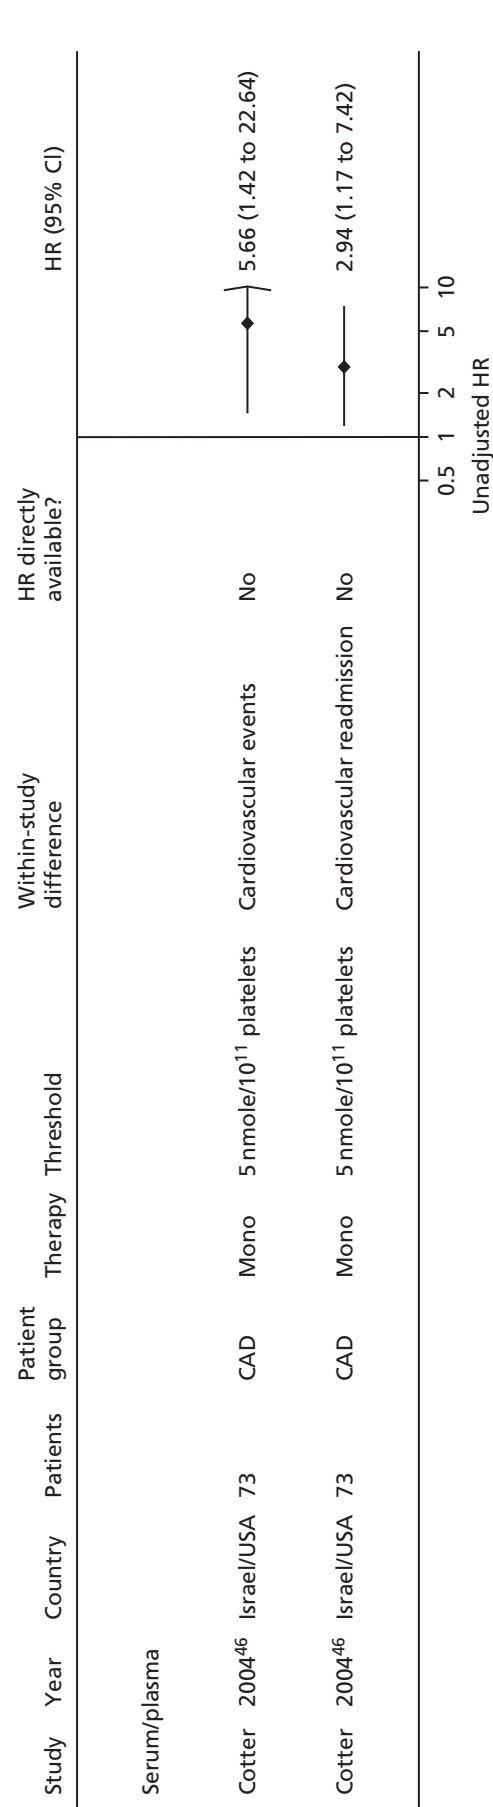 Study Year Country Patients Patient group Therapy Threshold Within-study difference HR directly available? HR (95% CI)
Serum/plasma
Cotter 2004⁴⁶ Israel/USA 73 CAD Mono 5 nmole/10¹¹ platelets Cardiovascular events No 5.66 (1.42 to 22.64)
Cotter 2004⁴⁶ Israel/USA 73 CAD Mono 5 nmole/10¹¹ platelets Cardiovascular readmission No 2.94 (1.17 to 7.42)
0.5 1 2 5 10
Unadjusted HR